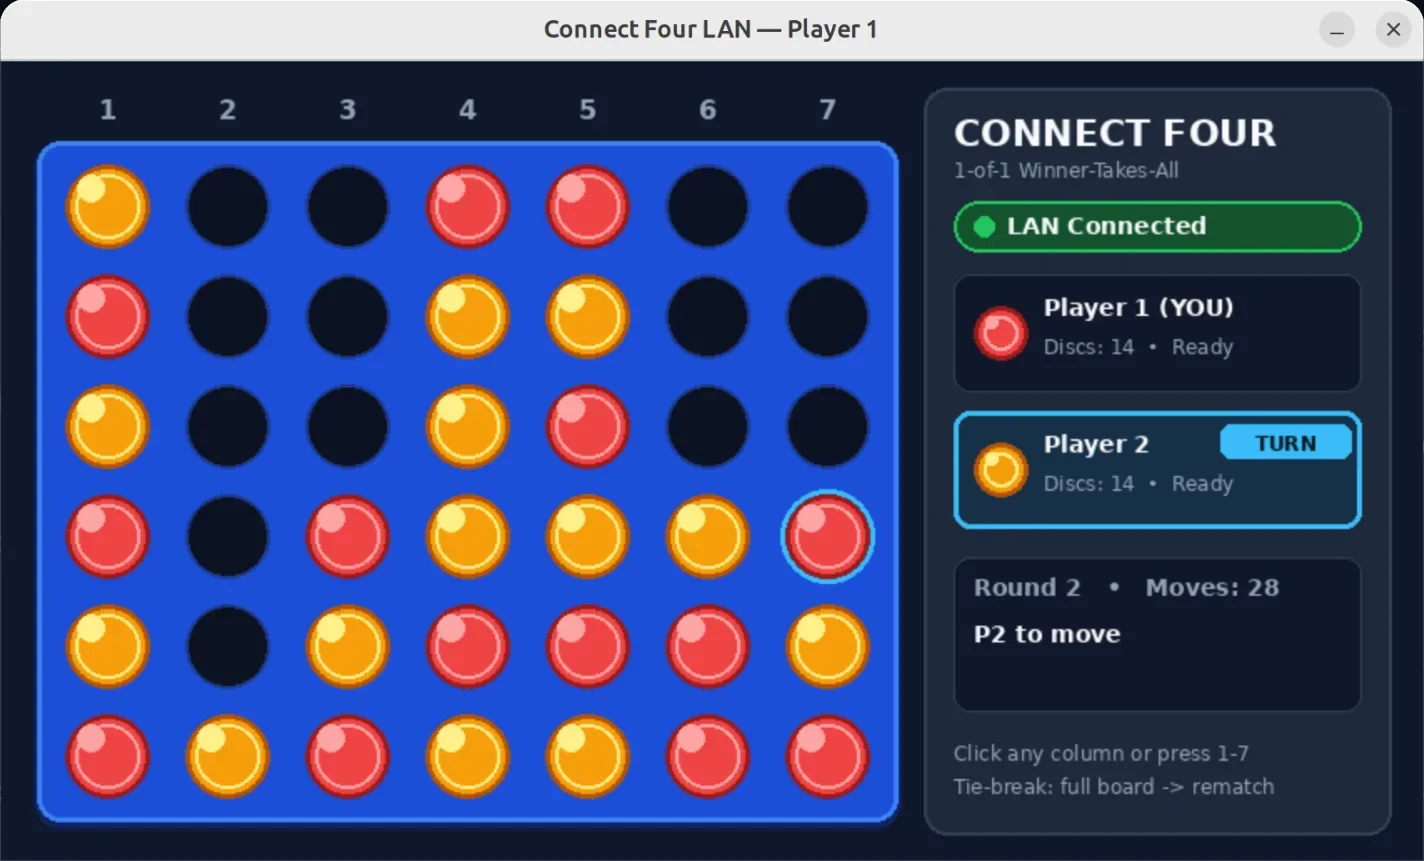 Connect Four LAN — Player 1
1 2 3 4 5 6 7
CONNECT FOUR
1-of-1 Winner-Takes-All
LAN Connected
Player 1 (YOU)
Discs: 14 • Ready
Player 2
TURN
Discs: 14 • Ready
Round 2 • Moves: 28
P2 to move
Click any column or press 1-7
Tie-break: full board -> rematch